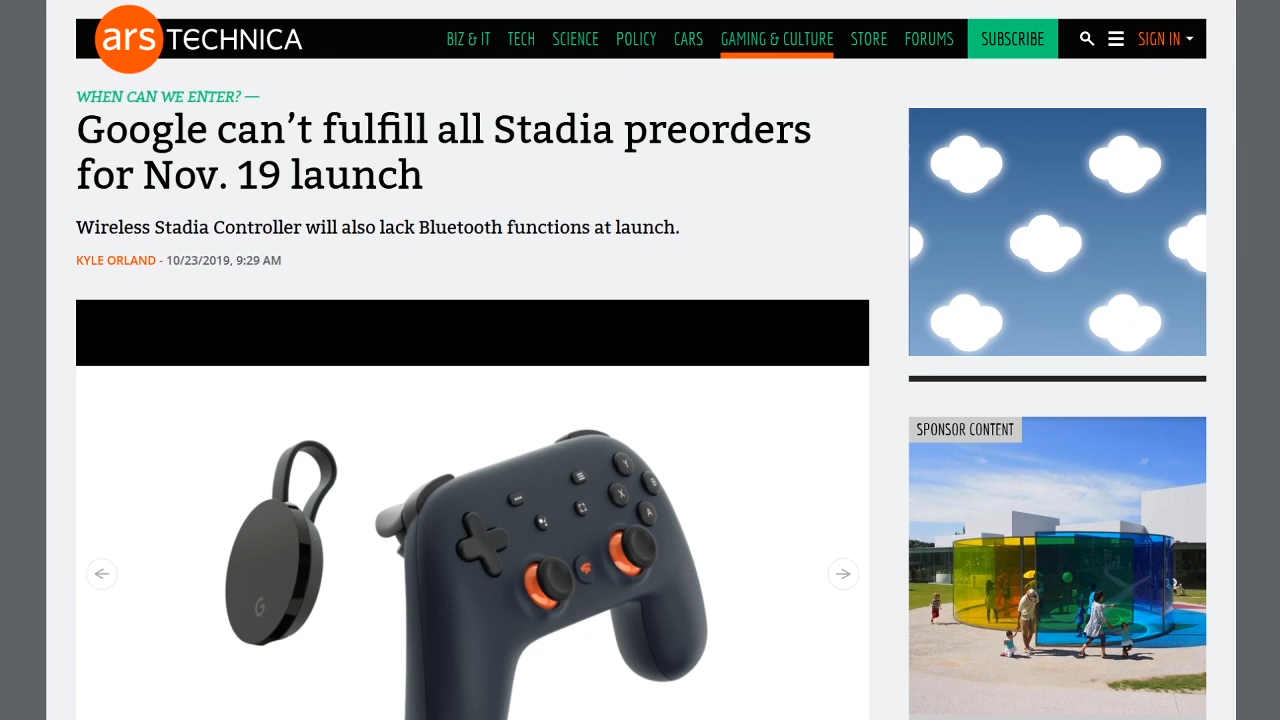 ars TECHNICA
BIZ & IT TECH SCIENCE POLICY CARS GAMING & CULTURE STORE FORUMS SUBSCRIBE SIGN IN
WHEN CAN WE ENTER? —
Google can’t fulfill all Stadia preorders
for Nov. 19 launch
Wireless Stadia Controller will also lack Bluetooth functions at launch.
KYLE ORLAND - 10/23/2019, 9:29 AM
SPONSOR CONTENT
Y
B
X
A
G